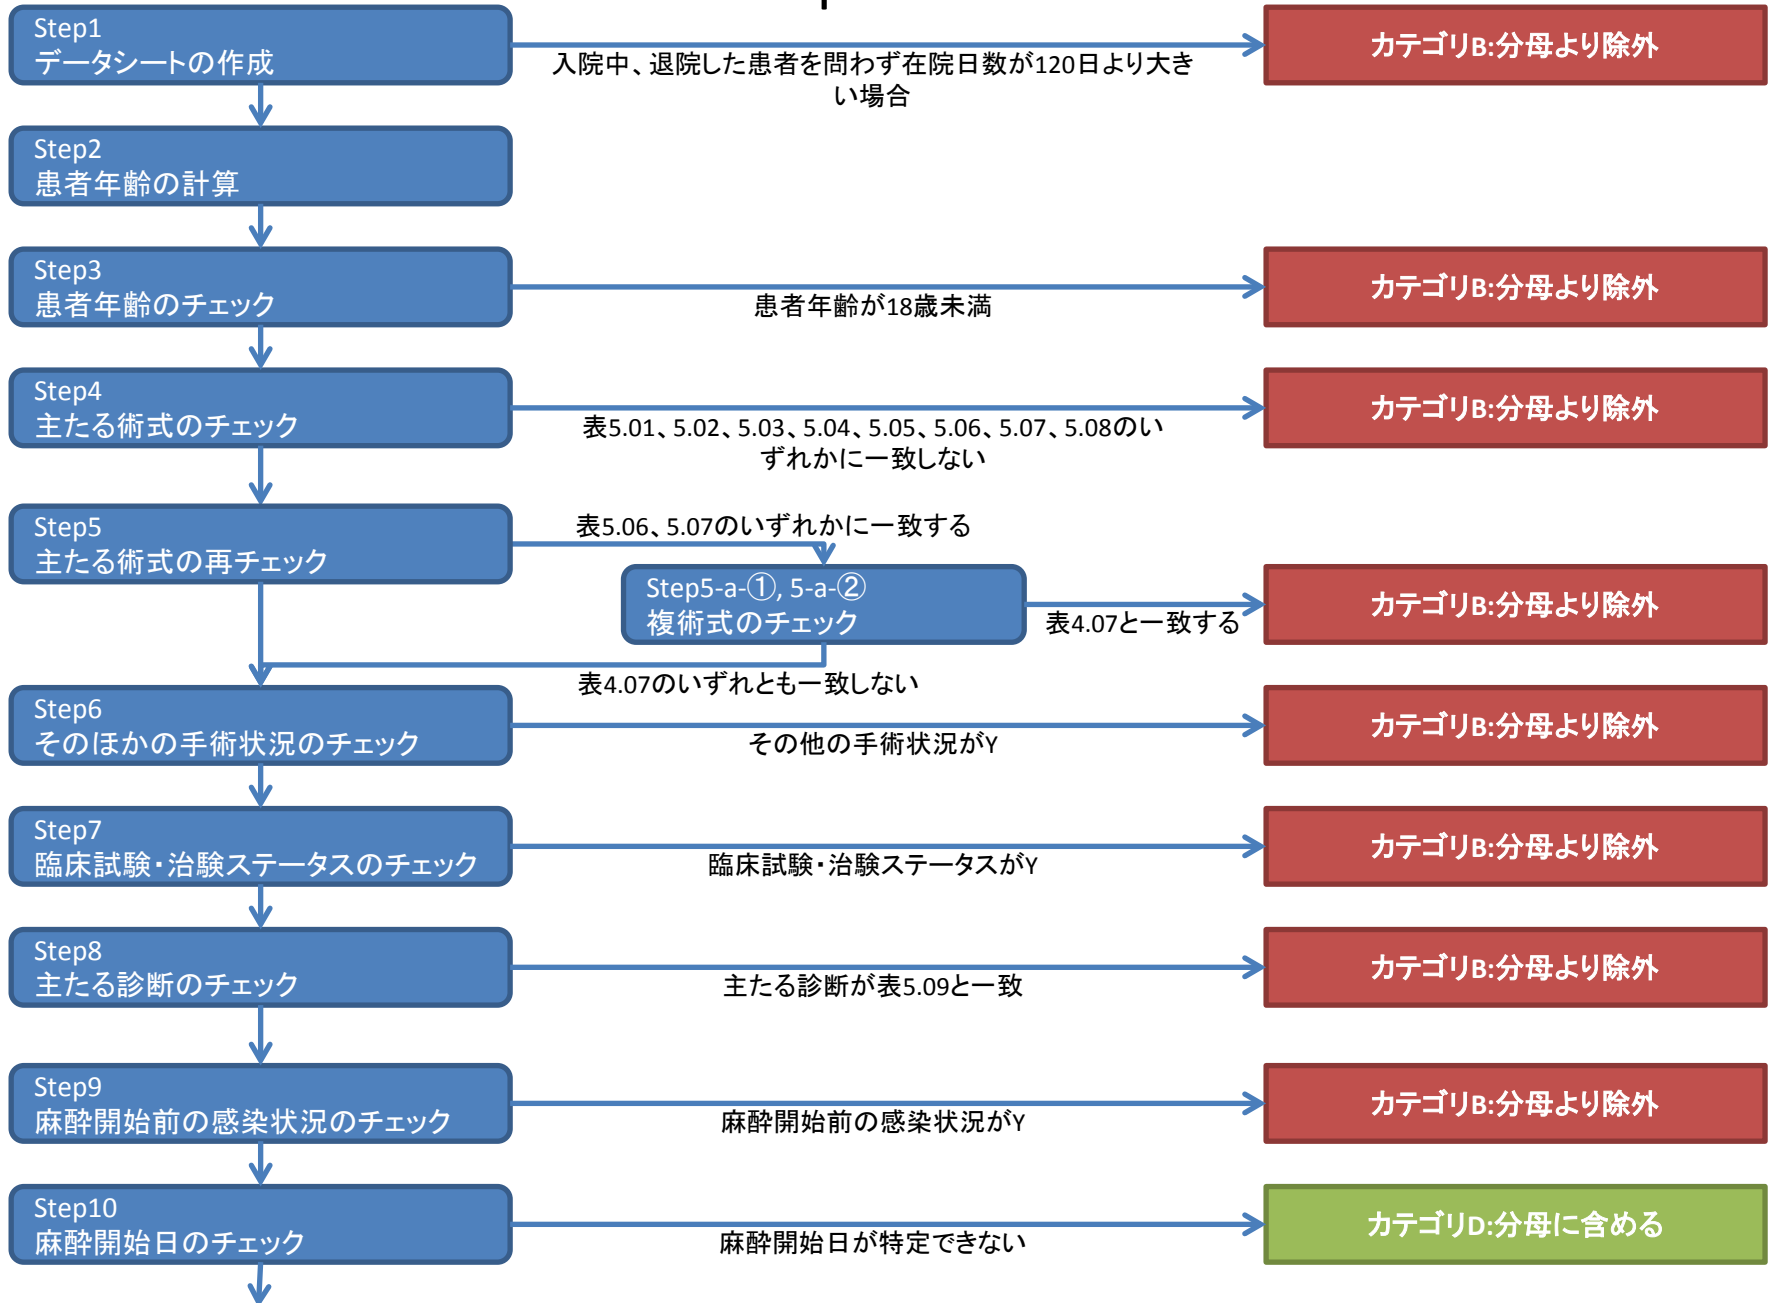 Step1
データシートの作成
入院中、退院した患者を問わず在院日数が120日より大き
い場合
カテゴリB:分母より除外
Step2
患者年齢の計算
Step3
患者年齢のチェック
患者年齢が18歳未満
カテゴリB:分母より除外
Step4
主たる術式のチェック
表5.01、5.02、5.03、5.04、5.05、5.06、5.07、5.08のい
ずれかに一致しない
カテゴリB:分母より除外
Step5
主たる術式の再チェック
表5.06、5.07のいずれかに一致する
Step5-a-①, 5-a-②
複術式のチェック
表4.07と一致する
カテゴリB:分母より除外
表4.07のいずれとも一致しない
Step6
そのほかの手術状況のチェック
その他の手術状況がY
カテゴリB:分母より除外
Step7
臨床試験・治験ステータスのチェック
臨床試験・治験ステータスがY
カテゴリB:分母より除外
Step8
主たる診断のチェック
主たる診断が表5.09と一致
カテゴリB:分母より除外
Step9
麻酔開始前の感染状況のチェック
麻酔開始前の感染状況がY
カテゴリB:分母より除外
Step10
麻酔開始日のチェック
麻酔開始日が特定できない
カテゴリD:分母に含める